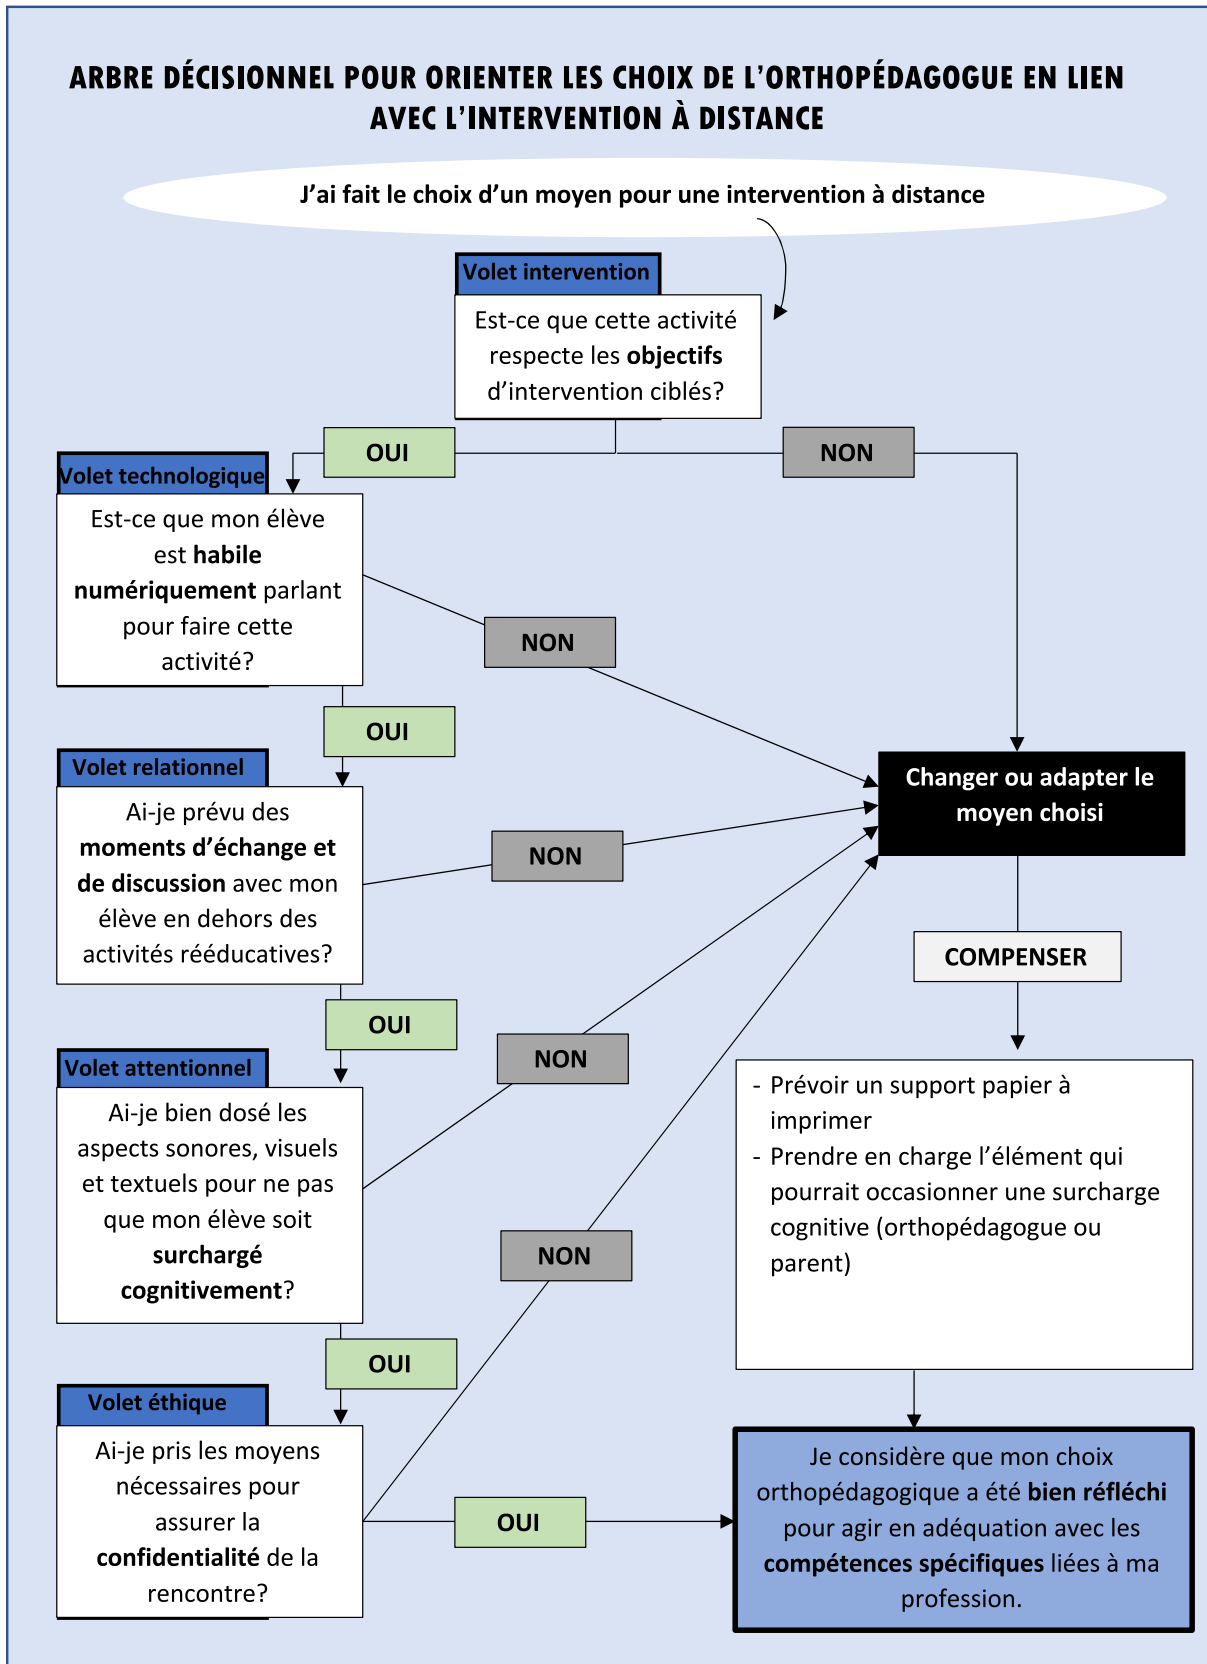 ARBRE DÉCISIONNEL POUR ORIENTER LES CHOIX DE L'ORTHOPÉDAGOGUE EN LIEN
AVEC L'INTERVENTION À DISTANCE
J'ai fait le choix d'un moyen pour une intervention à distance
Volet intervention
Est-ce que cette activité
respecte les objectifs
d'intervention ciblés?
OUI
NON
Volet technologique
Est-ce que mon élève
est habile
numériquement parlant
pour faire cette
activité?
NON
OUI
Volet relationnel
Ai-je prévu des
moments d'échange et
de discussion avec mon
élève en dehors des
activités rééducatives?
NON
Changer ou adapter le
moyen choisi
COMPENSER
OUI
Volet attentionnel
Ai-je bien dosé les
aspects sonores, visuels
et textuels pour ne pas
que mon élève soit
surchargé
cognitivement?
NON
- Prévoir un support papier à
imprimer
- Prendre en charge l'élément qui
pourrait occasionner une surcharge
cognitive (orthopédagogue ou
parent)
NON
OUI
Volet éthique
Ai-je pris les moyens
nécessaires pour
assurer la
confidentialité de la
rencontre?
OUI
Je considère que mon choix
orthopédagogique a été bien réfléchi
pour agir en adéquation avec les
compétences spécifiques liées à ma
profession.